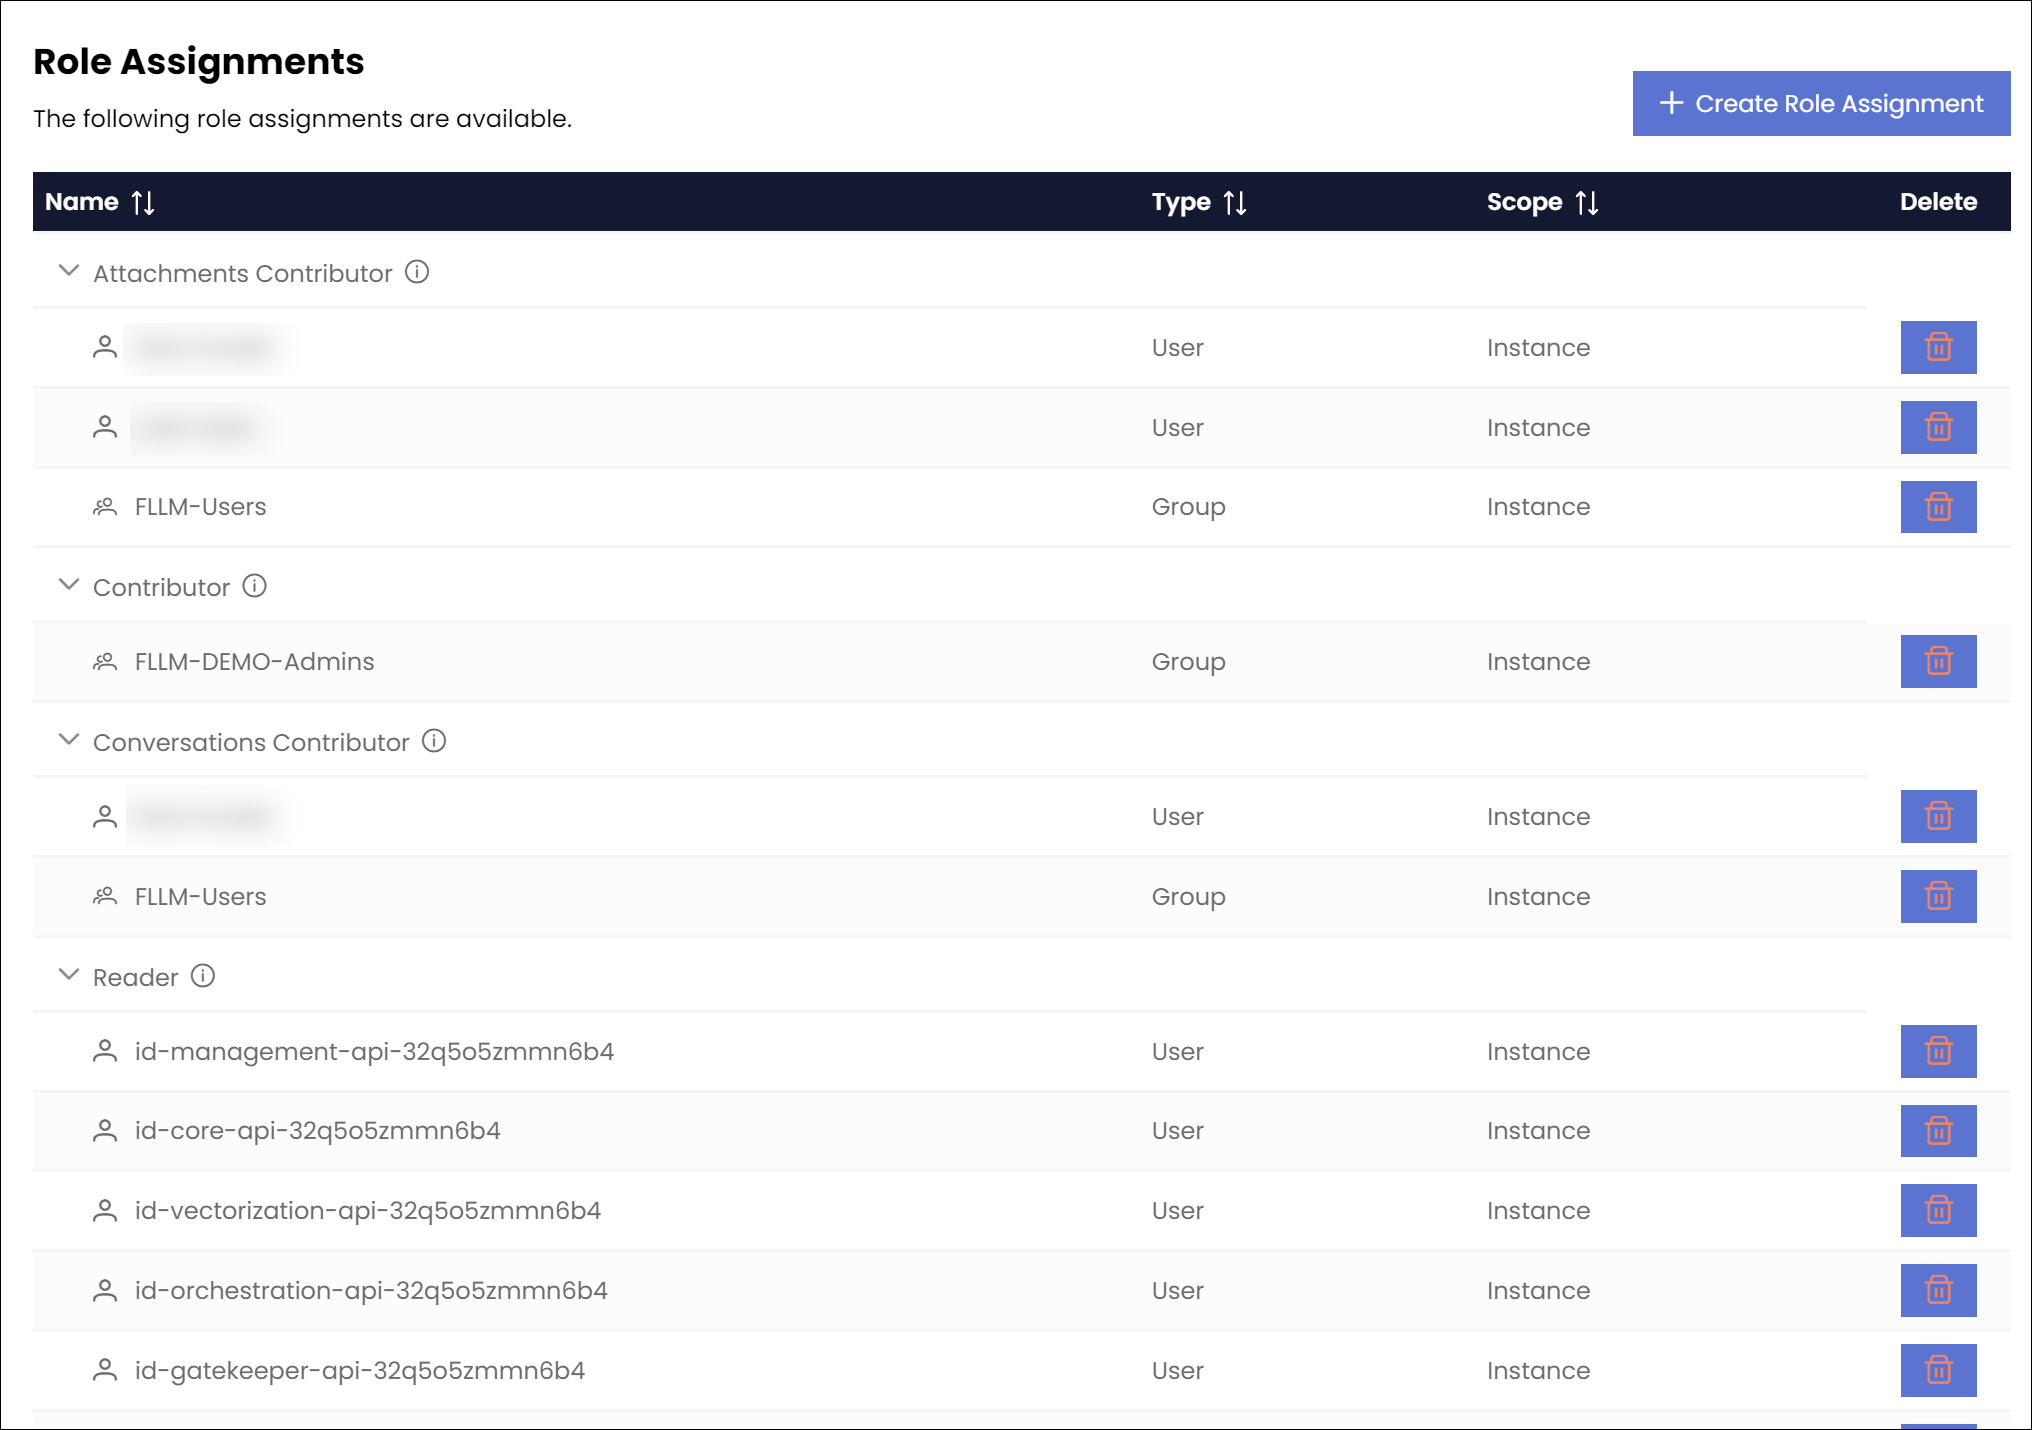 Role Assignments
The following role assignments are available.
Create Role Assignment
Name Type Scope Delete
Attachments Contributor
User Instance
User Instance
FLLM-Users Group Instance
Contributor
FLLM-DEMO-Admins Group Instance
Conversations Contributor
User Instance
FLLM-Users Group Instance
Reader
id-management-api-32q5o5zmmn6b4 User Instance
id-core-api-32q5o5zmmn6b4 User Instance
id-vectorization-api-32q5o5zmmn6b4 User Instance
id-orchestration-api-32q5o5zmmn6b4 User Instance
id-gatekeeper-api-32q5o5zmmn6b4 User Instance